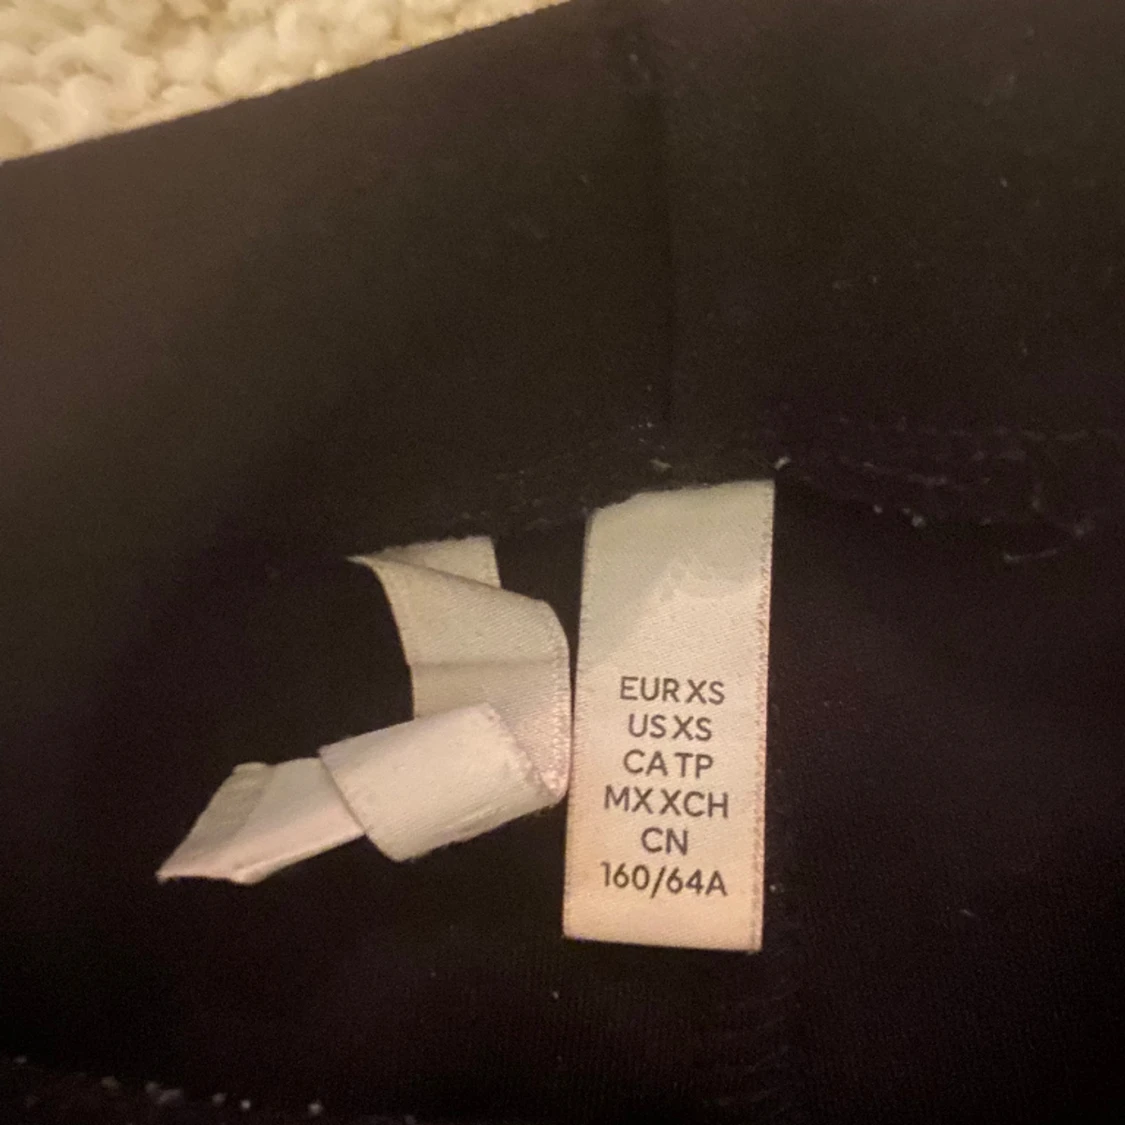 EUR XS
US XS
CA TP
MX XCH
CN
160/64A